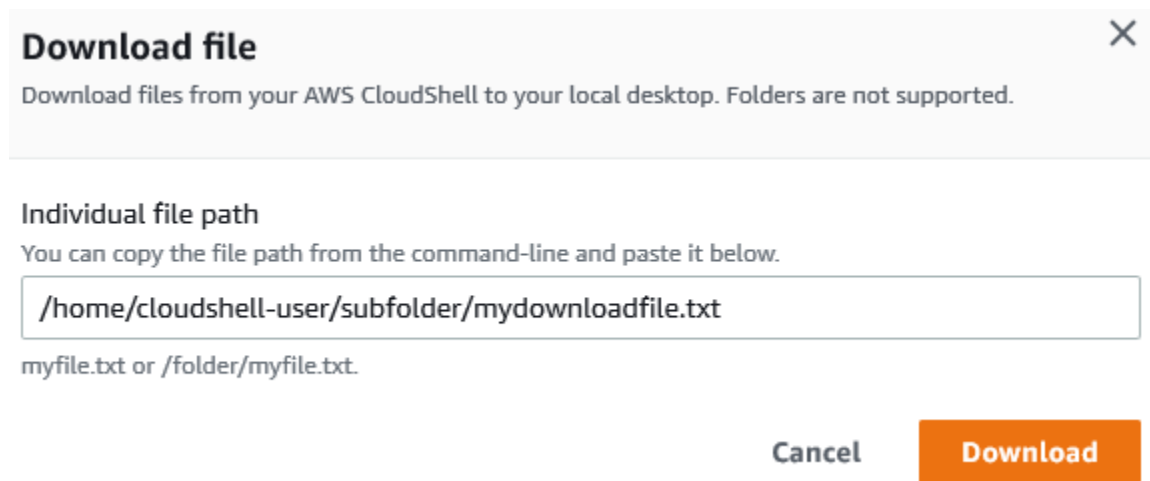 Download file
Download files from your AWS CloudShell to your local desktop. Folders are not supported.
Individual file path
You can copy the file path from the command-line and paste it below.
/home/cloudshell-user/subfolder/mydownloadfile.txt
myfile.txt or /folder/myfile.txt.
Cancel Download